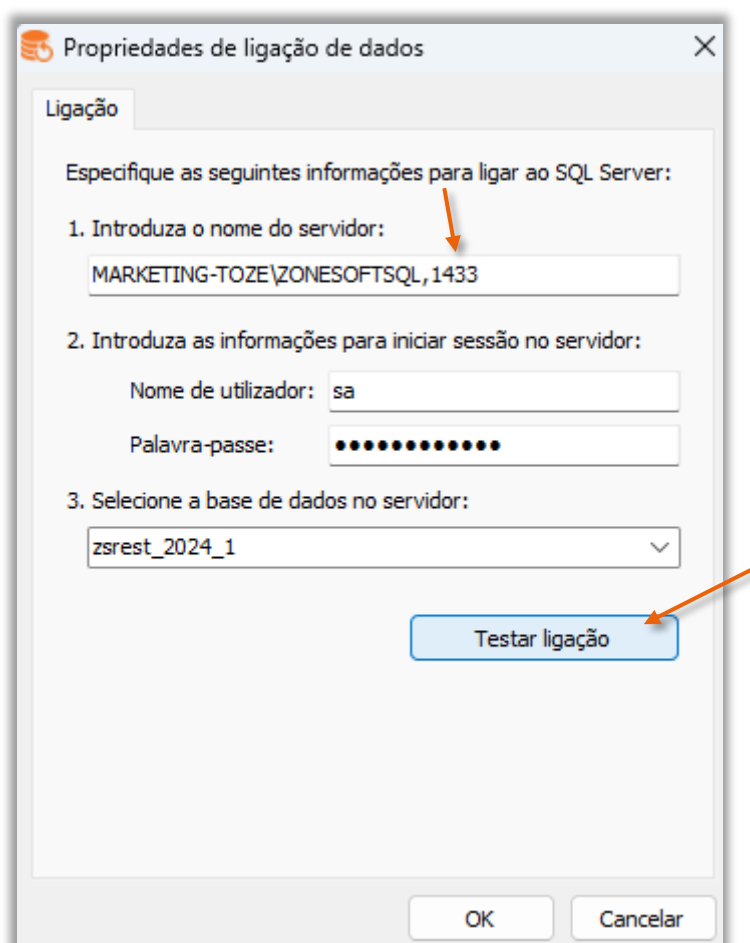 Propriedades de ligação de dados
Ligação
Especifique as seguintes informações para ligar ao SQL Server:
1. Introduza o nome do servidor:
MARKETING-TOZE\ZONESOFTSQL,1433
2. Introduza as informações para iniciar sessão no servidor:
Nome de utilizador: sa
Palavra-passe: ●●●●●●●●●●●●
3. Selecione a base de dados no servidor:
zsrest_2024_1
Testar ligação
OK Cancelar